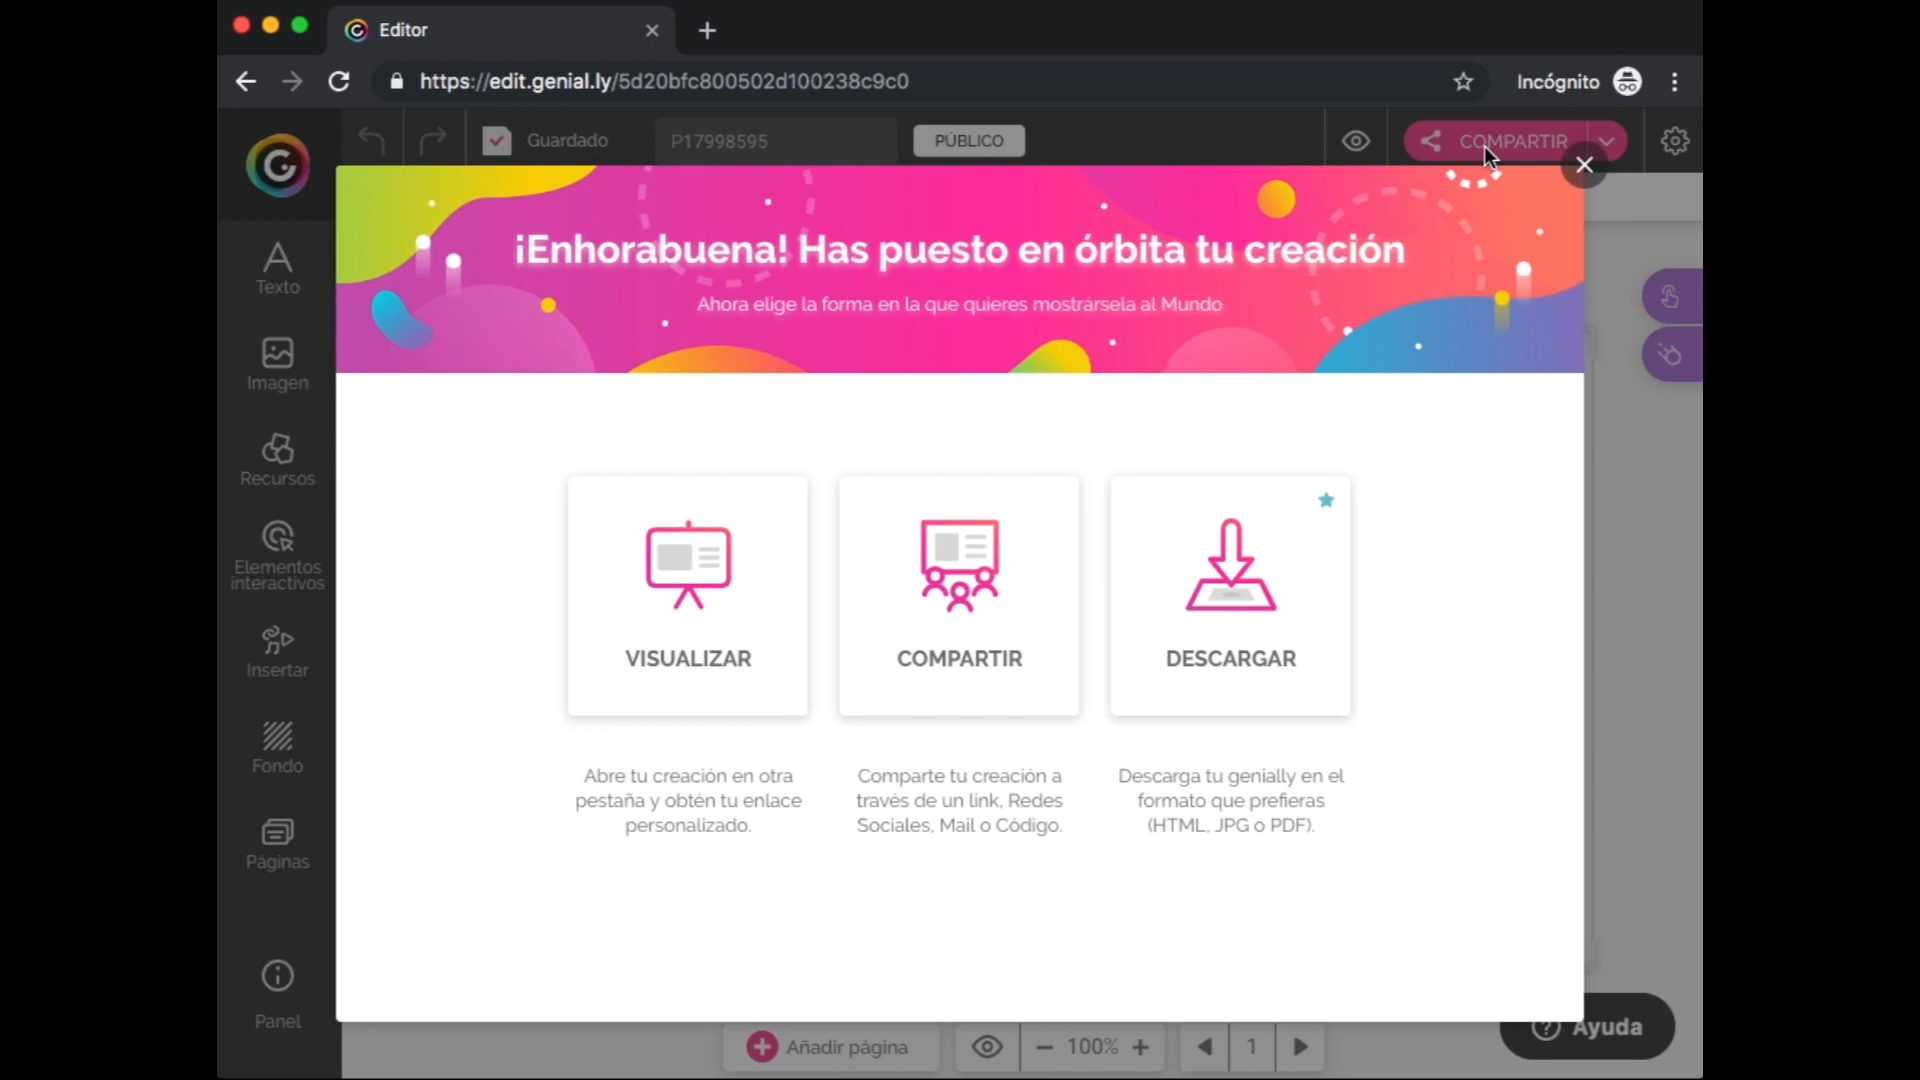 Editor
https://edit.genial.ly/5d20bfc800502d100238c9c0
Incógnito
Guardado
P17998595
PÚBLICO
COMPARTIR
¡Enhorabuena! Has puesto en órbita tu creación
Ahora elige la forma en la que quieres mostrársela al Mundo
Texto
Imagen
Recursos
Elementos
interactivos
Insertar
Fondo
Páginas
Panel
VISUALIZAR
Abre tu creación en otra
pestaña y obtén tu enlace
personalizado.
COMPARTIR
Comparte tu creación a
través de un link, Redes
Sociales, Mail o Código.
DESCARGAR
Descarga tu genially en el
formato que prefieras
(HTML, JPG o PDF).
Añadir página
100%
1
Ayuda